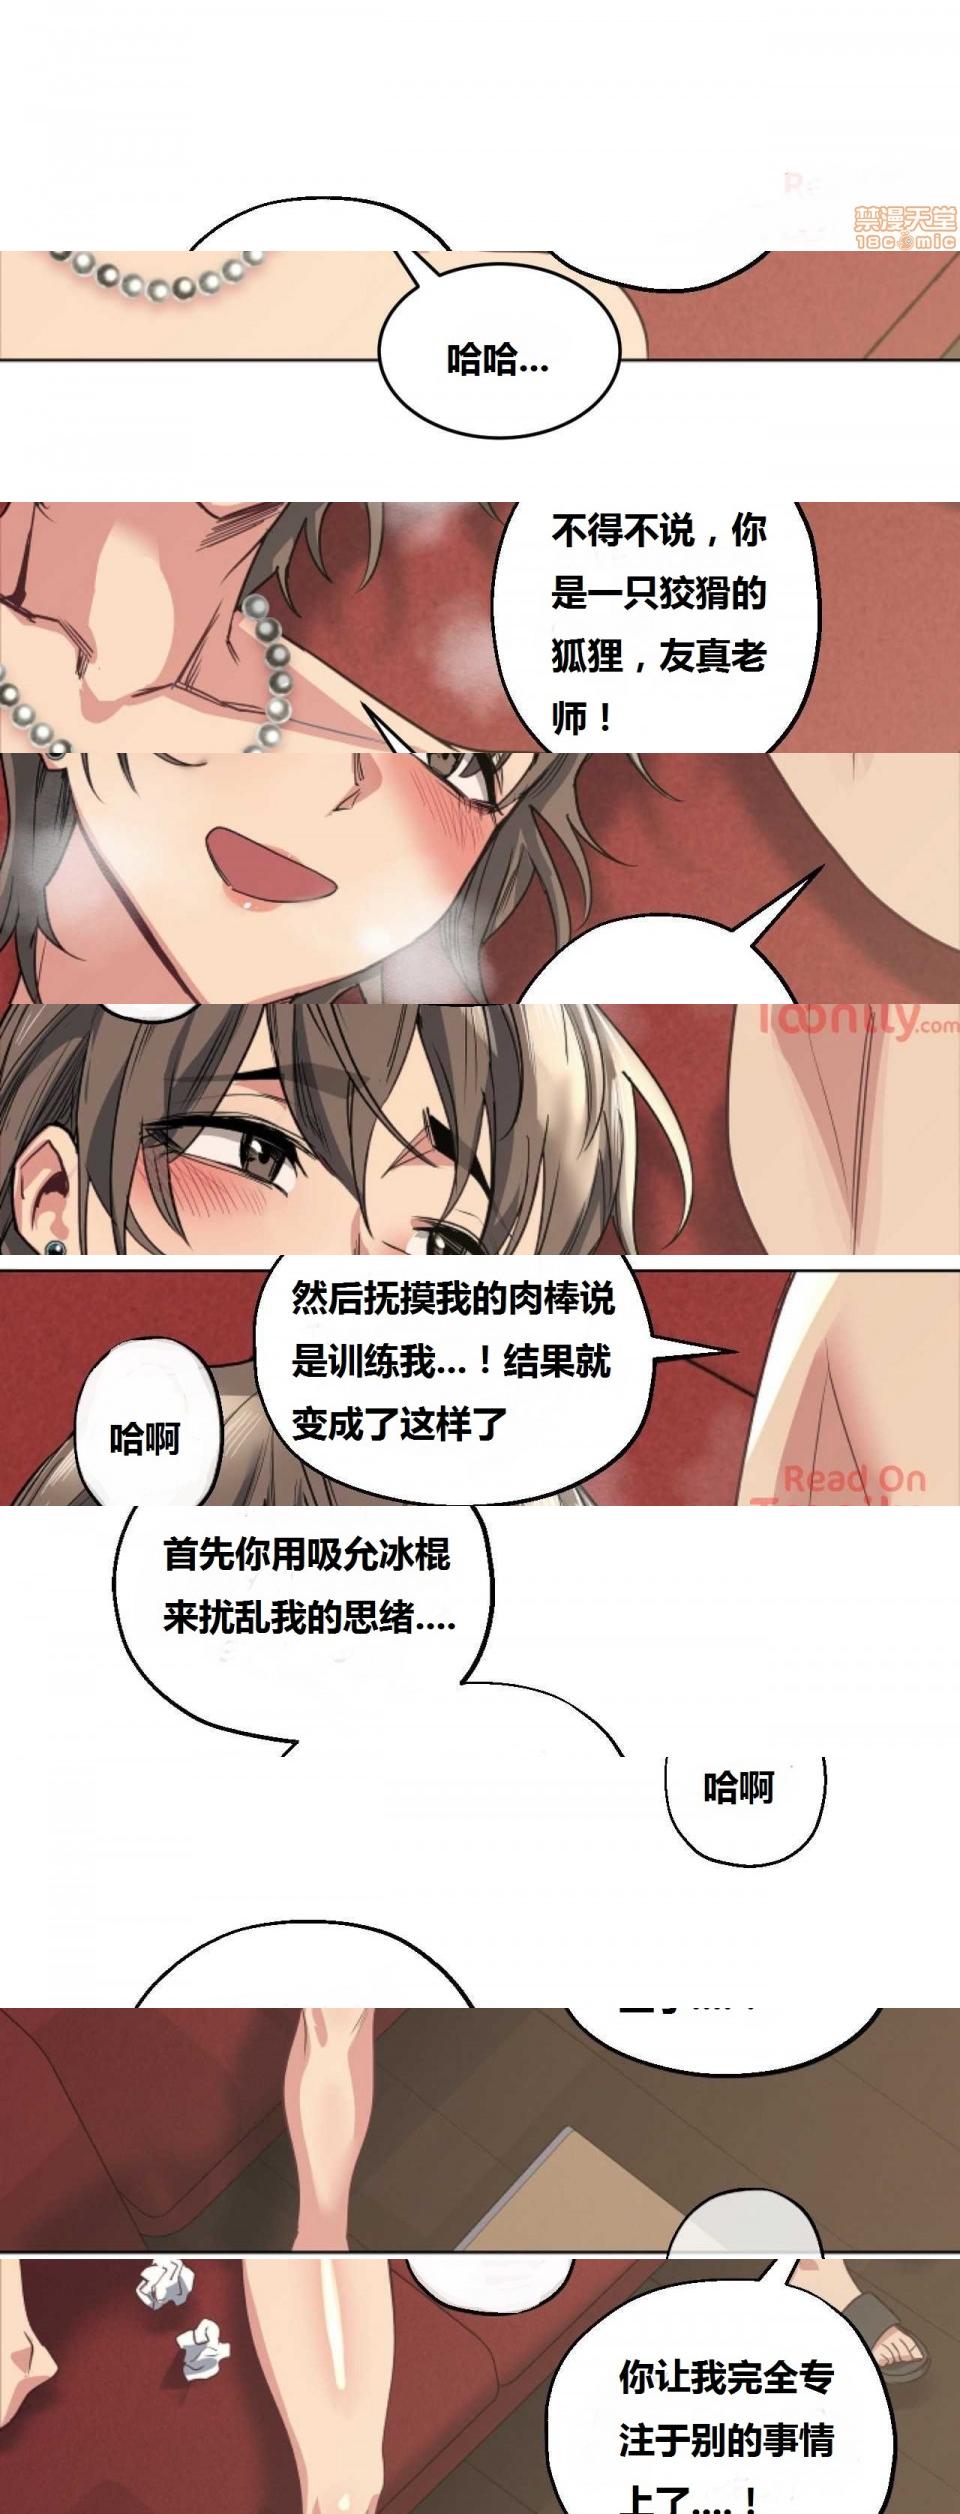 禁漫天堂
18comic
哈哈...
不得不说，你
是一只狡猾的
狐狸，友真老
师！
Toonily.com
然后抚摸我的肉棒说
是训练我...！结果就
变成了这样了
哈啊
Read On
首先你用吸允冰棍
来扰乱我的思绪....
哈啊
你让我完全专
注于别的事情
上了....！